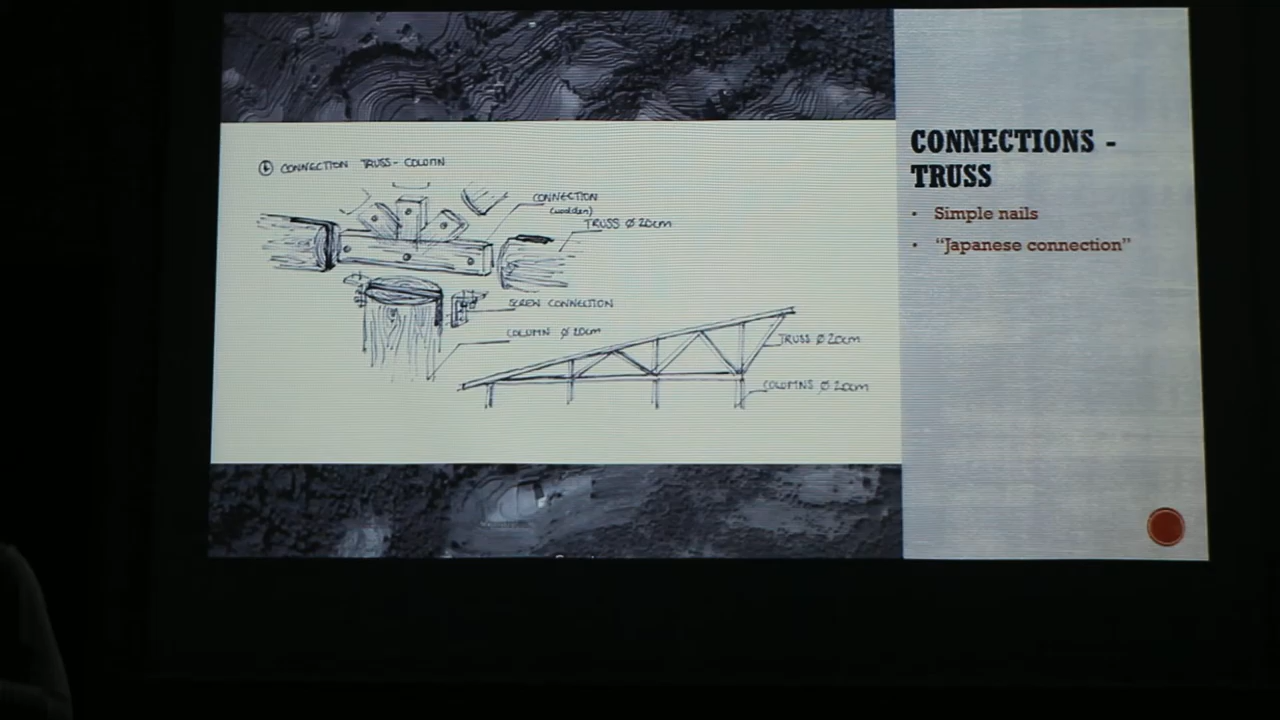 CONNECTION TRUSS - COLUMN
CONNECTION
(wooden)
TRUSS Ø 20cm
SCREW CONNECTION
COLUMN Ø 20cm
TRUSS Ø 20cm
COLUMNS Ø 20cm
CONNECTIONS -
TRUSS
• Simple nails
• “Japanese connection”